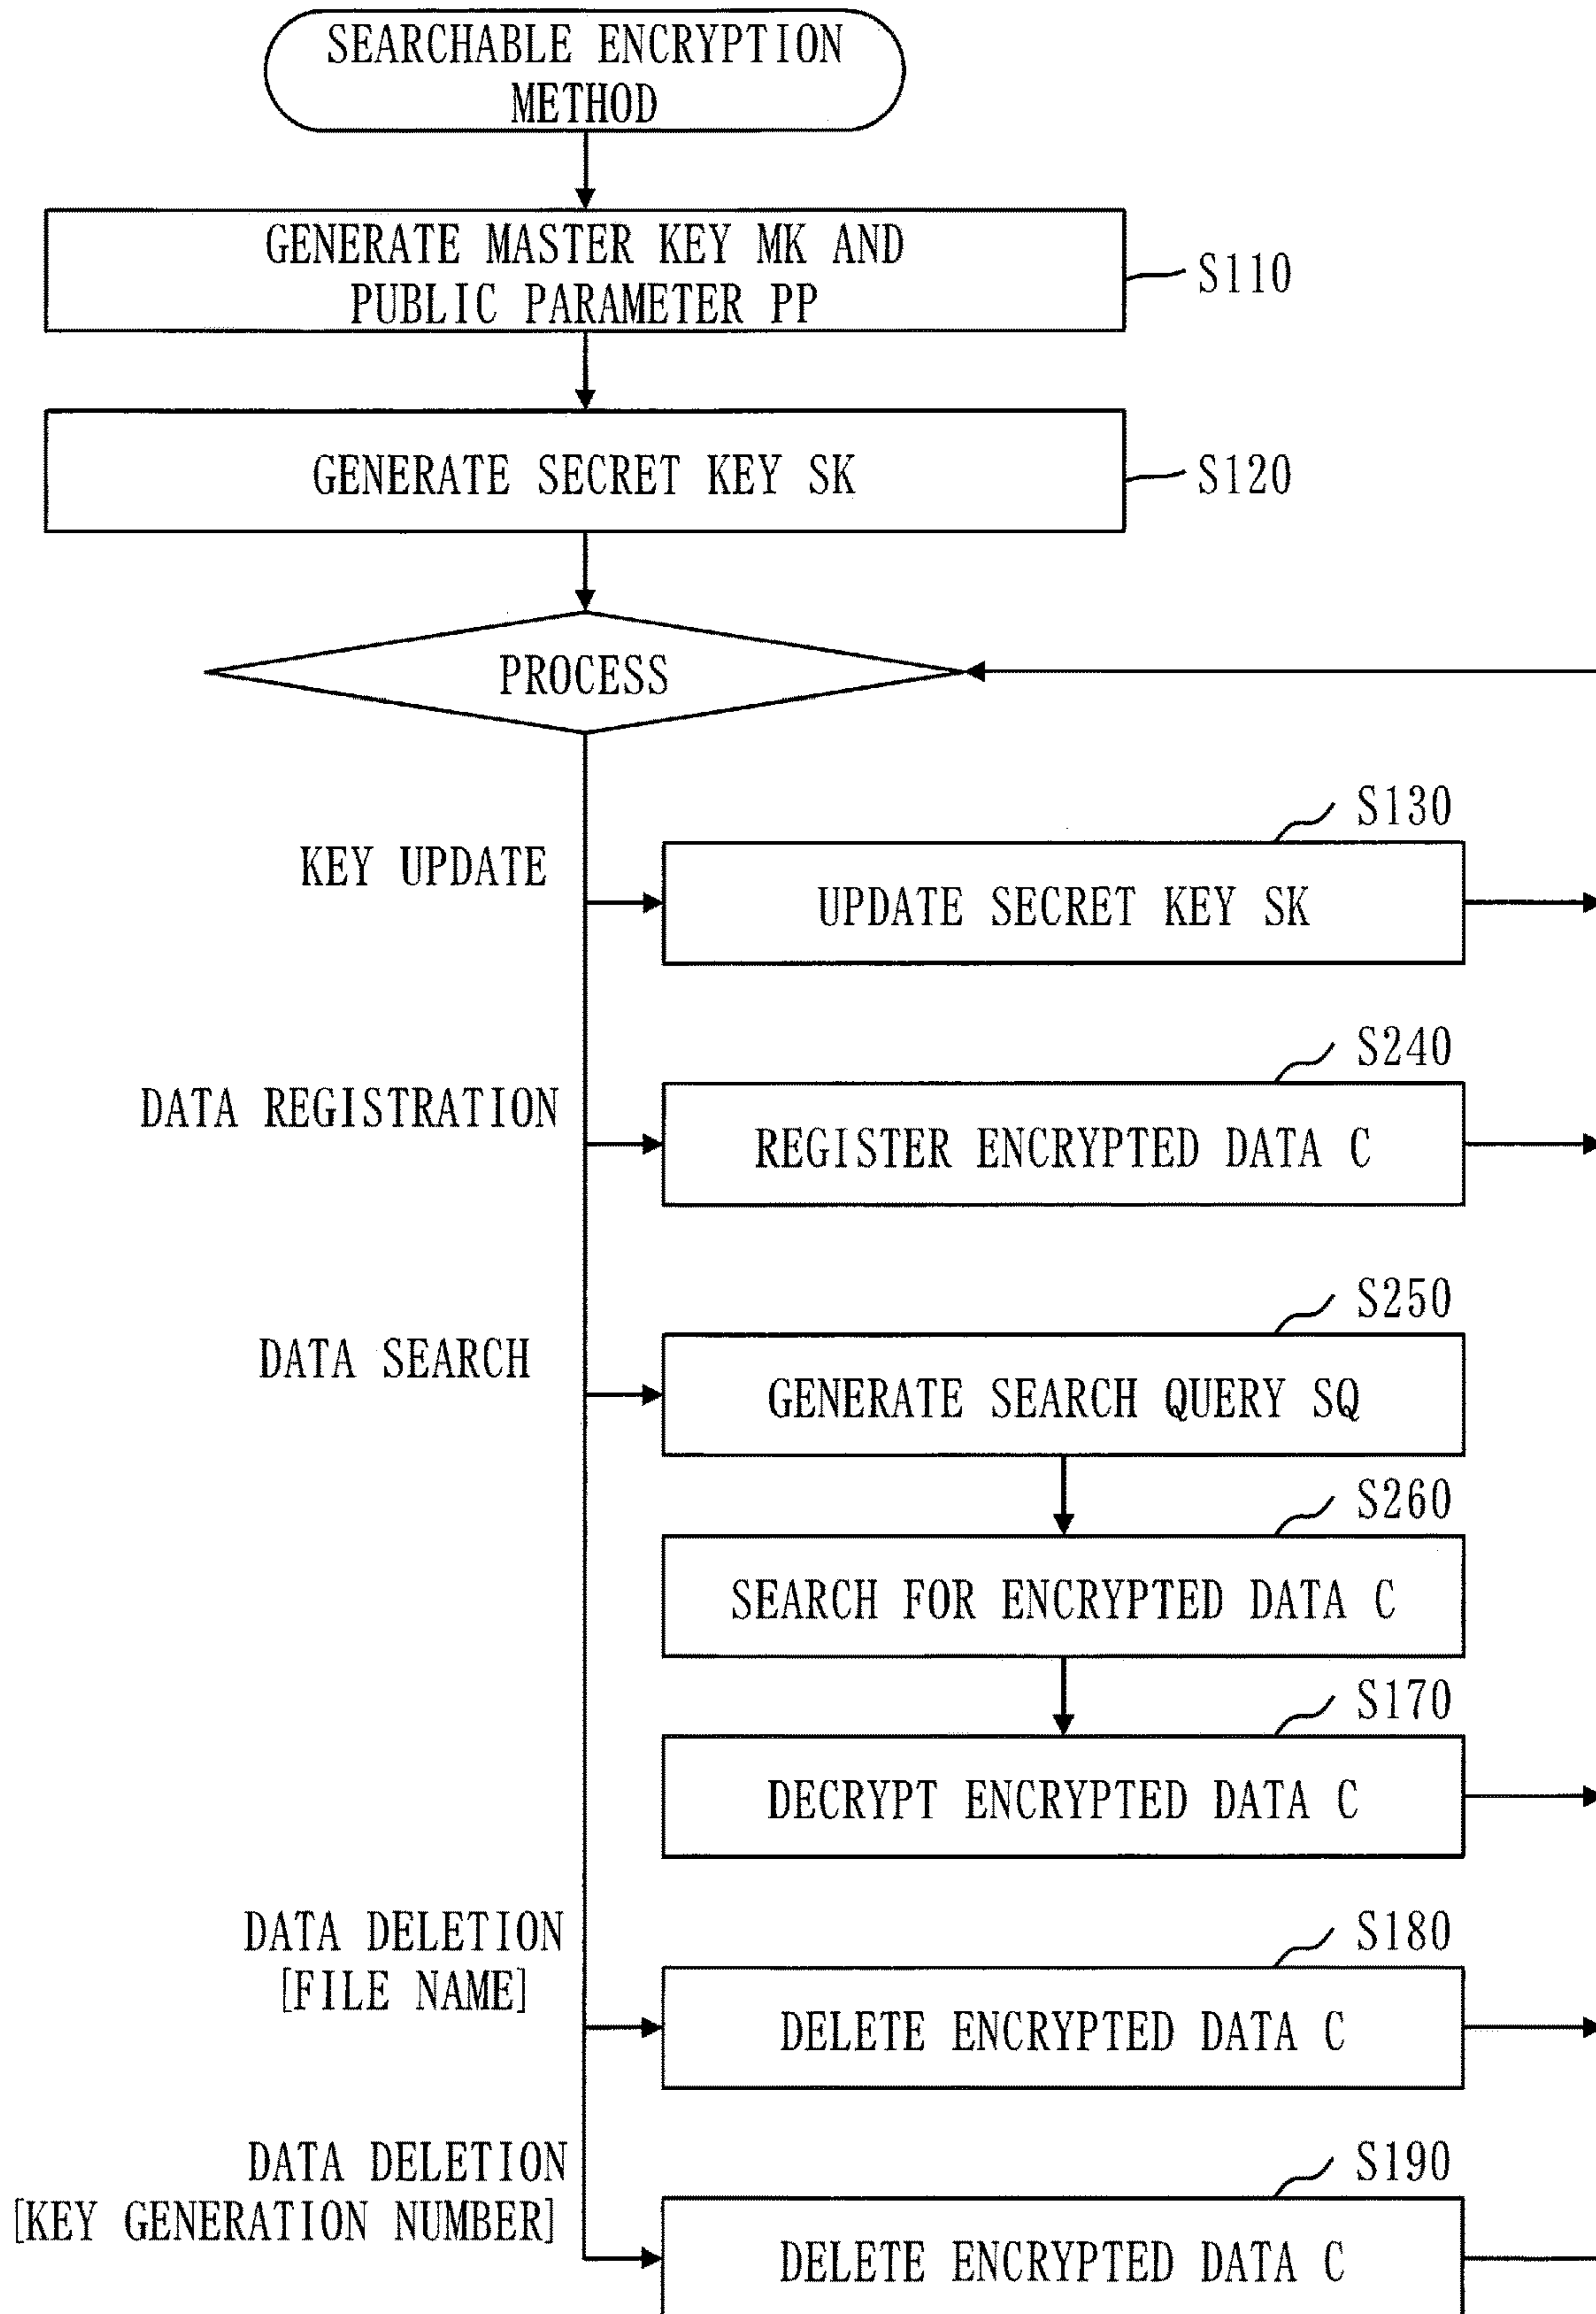 SEARCHABLE ENCRYPTION
METHOD
GENERATE MASTER KEY MK AND
PUBLIC PARAMETER PP
S110
GENERATE SECRET KEY SK
S120
PROCESS
S130
KEY UPDATE
UPDATE SECRET KEY SK
S240
DATA REGISTRATION
REGISTER ENCRYPTED DATA C
S250
DATA SEARCH
GENERATE SEARCH QUERY SQ
S260
SEARCH FOR ENCRYPTED DATA C
S170
DECRYPT ENCRYPTED DATA C
S180
DATA DELETION
[FILE NAME]
DELETE ENCRYPTED DATA C
S190
DATA DELETION
[KEY GENERATION NUMBER]
DELETE ENCRYPTED DATA C